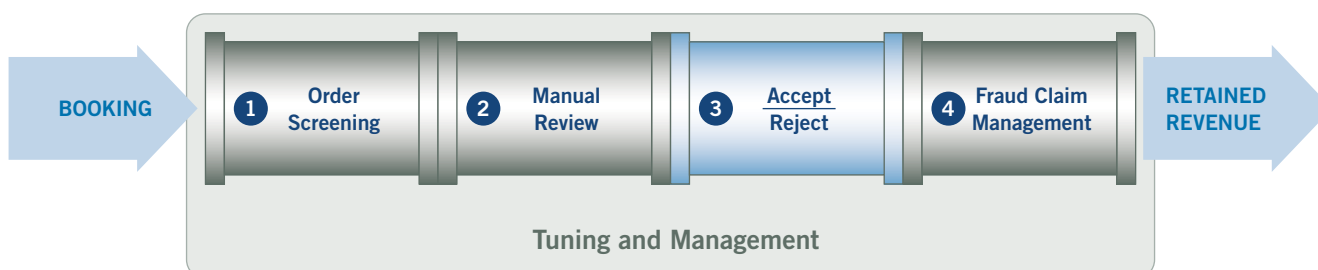 BOOKING
1
Order
Screening
2
Manual
Review
3
Accept
Reject
4
Fraud Claim
Management
RETAINED
REVENUE
Tuning and Management